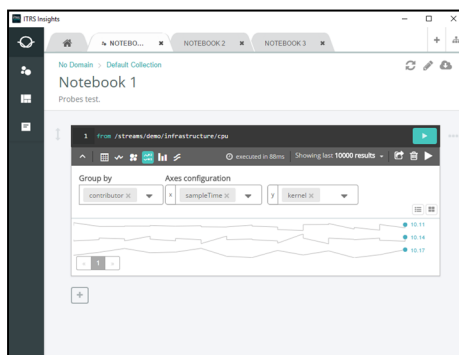 ITRS Insights
NOTEBO...
NOTEBOOK 2
NOTEBOOK 3
No Domain > Default Collection
Notebook 1
Probes test.
1 from /streams/demo/infrastructure/cpu
executed in 88ms
Showing last 10000 results
Group by
Axes configuration
contributor
x
sampleTime
y
kernel
10.11
10.14
10.17
1